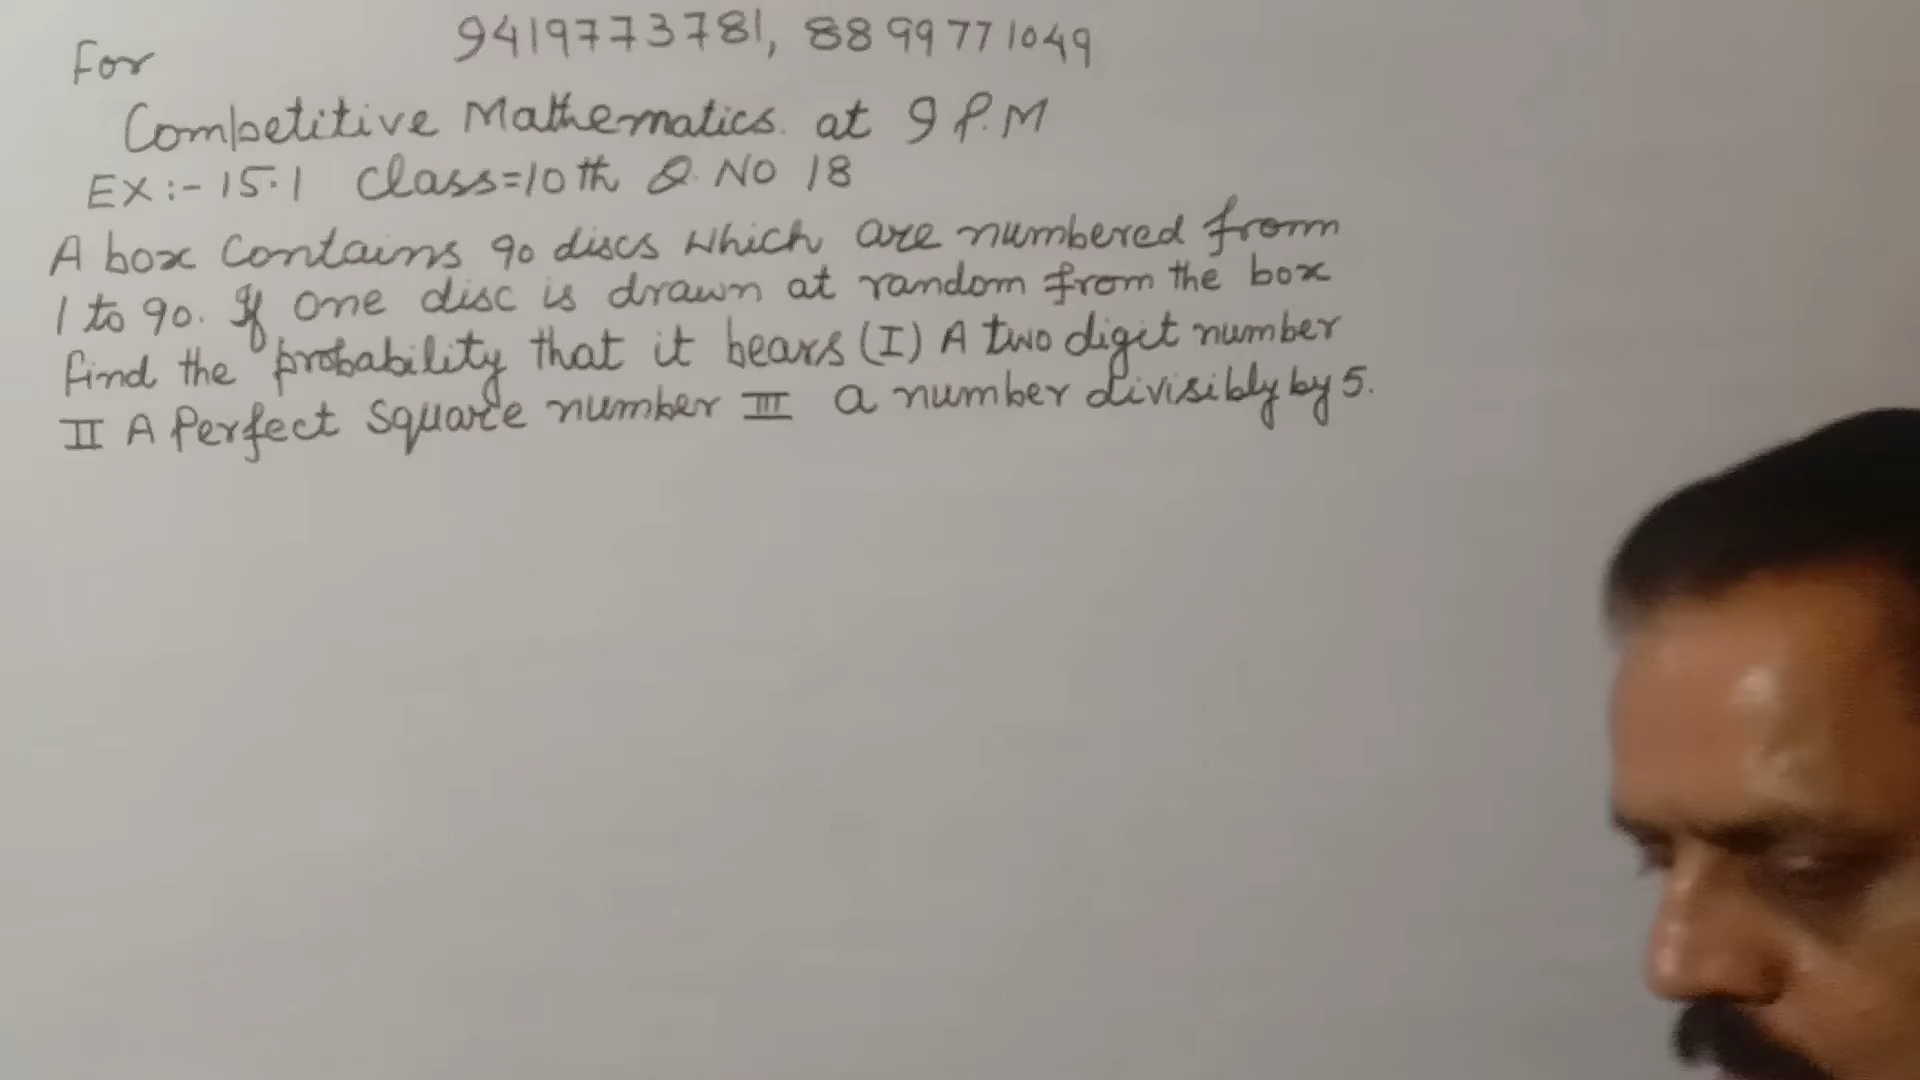 9419773781, 8899771049
For
Competitive Mathematics. at 9 P.M
EX:- 15.1 Class=10th Q. NO 18
A box Contains 90 discs which are numbered from
1 to 90. If one disc is drawn at random from the box
find the probability that it bears (I) A two digit number
II A Perfect Square number III a number divisibly by 5.